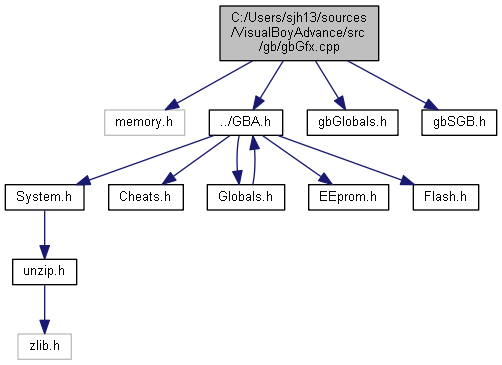 C:/Users/sjh13/sources
/VisualBoyAdvance/src
/gb/gbGfx.cpp
memory.h
../GBA.h
gbGlobals.h
gbSGB.h
System.h
Cheats.h
Globals.h
EEprom.h
Flash.h
unzip.h
zlib.h